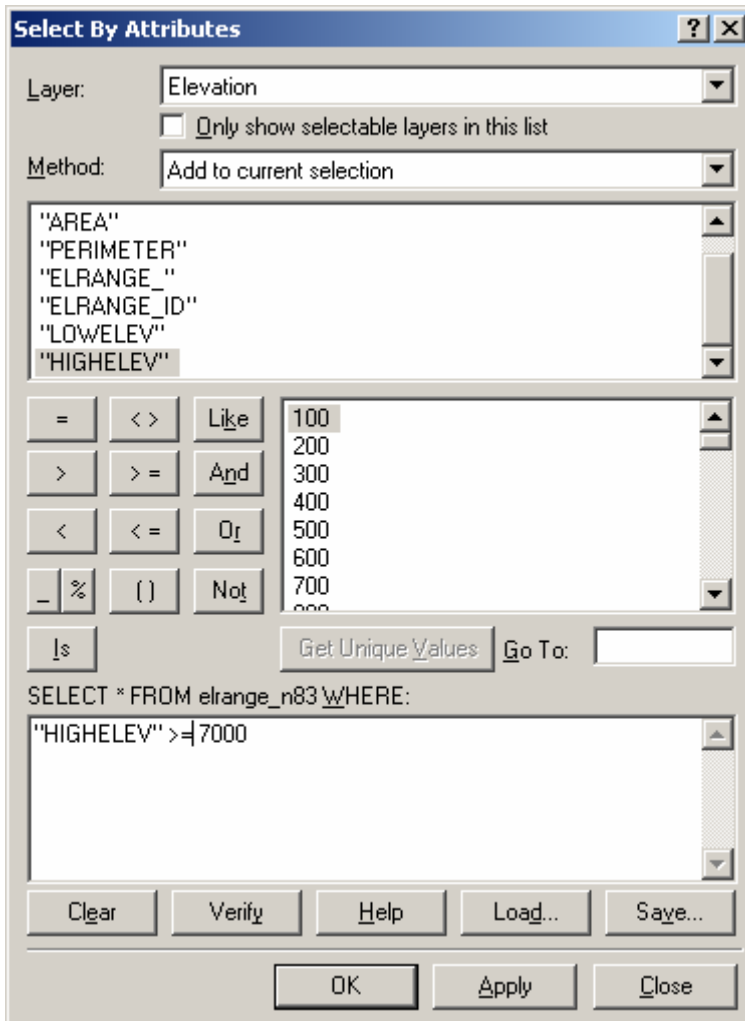 Select By Attributes
Layer: Elevation
Only show selectable layers in this list
Method: Add to current selection
"AREA"
"PERIMETER"
"ELRANGE_"
"ELRANGE_ID"
"LOWELEV"
"HIGHELEV"
= < > Like
> > = And
< < = Or
_ % ( ) Not
Is
100
200
300
400
500
600
700
Get Unique Values Go To:
SELECT * FROM elrange_n83 WHERE:
"HIGHELEV" >= 7000
Clear Verify Help Load... Save...
OK Apply Close